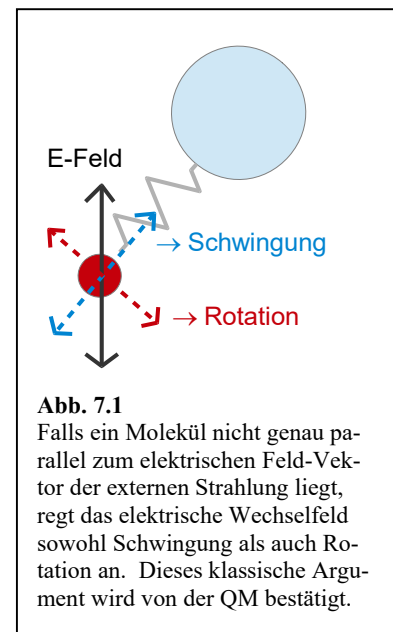 E-Feld
→ Schwingung
→ Rotation
Abb. 7.1
Falls ein Molekül nicht genau pa-
rallel zum elektrischen Feld-Vek-
tor der externen Strahlung liegt,
regt das elektrische Wechselfeld
sowohl Schwingung als auch Ro-
tation an.  Dieses klassische Argu-
ment wird von der QM bestätigt.